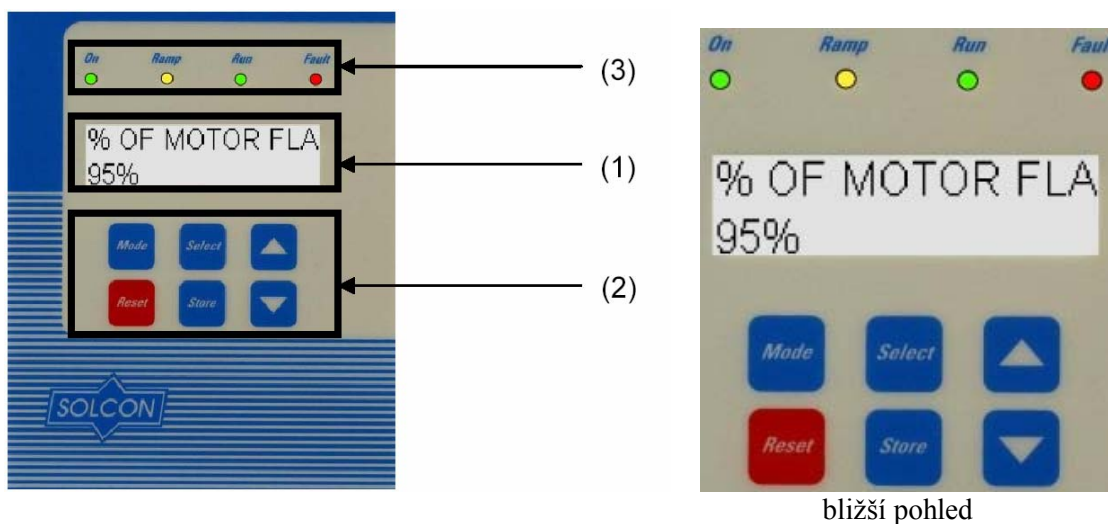 On Ramp Run Fault
(3)
% OF MOTOR FLA
95%
(1)
Mode Select
(2)
Reset Store
SOLCON
On Ramp Run Faul
% OF MOTOR FLA
95%
Mode Select
Reset Store
bližší pohled